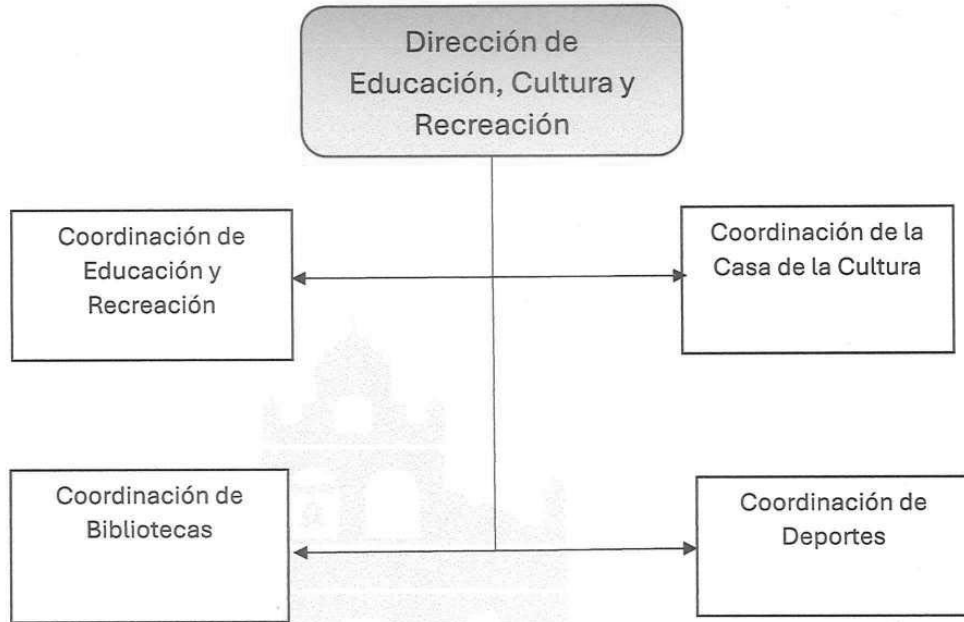 Dirección de
Educación, Cultura y
Recreación
Coordinación de
Educación y
Recreación
Coordinación de la
Casa de la Cultura
Coordinación de
Bibliotecas
Coordinación de
Deportes